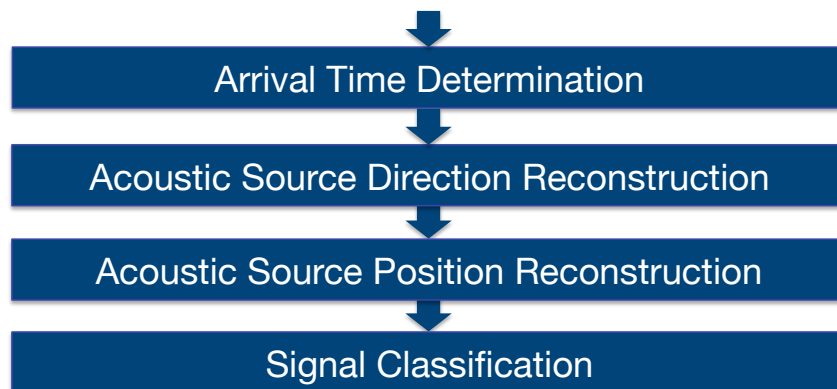 Arrival Time Determination
Acoustic Source Direction Reconstruction
Acoustic Source Position Reconstruction
Signal Classification